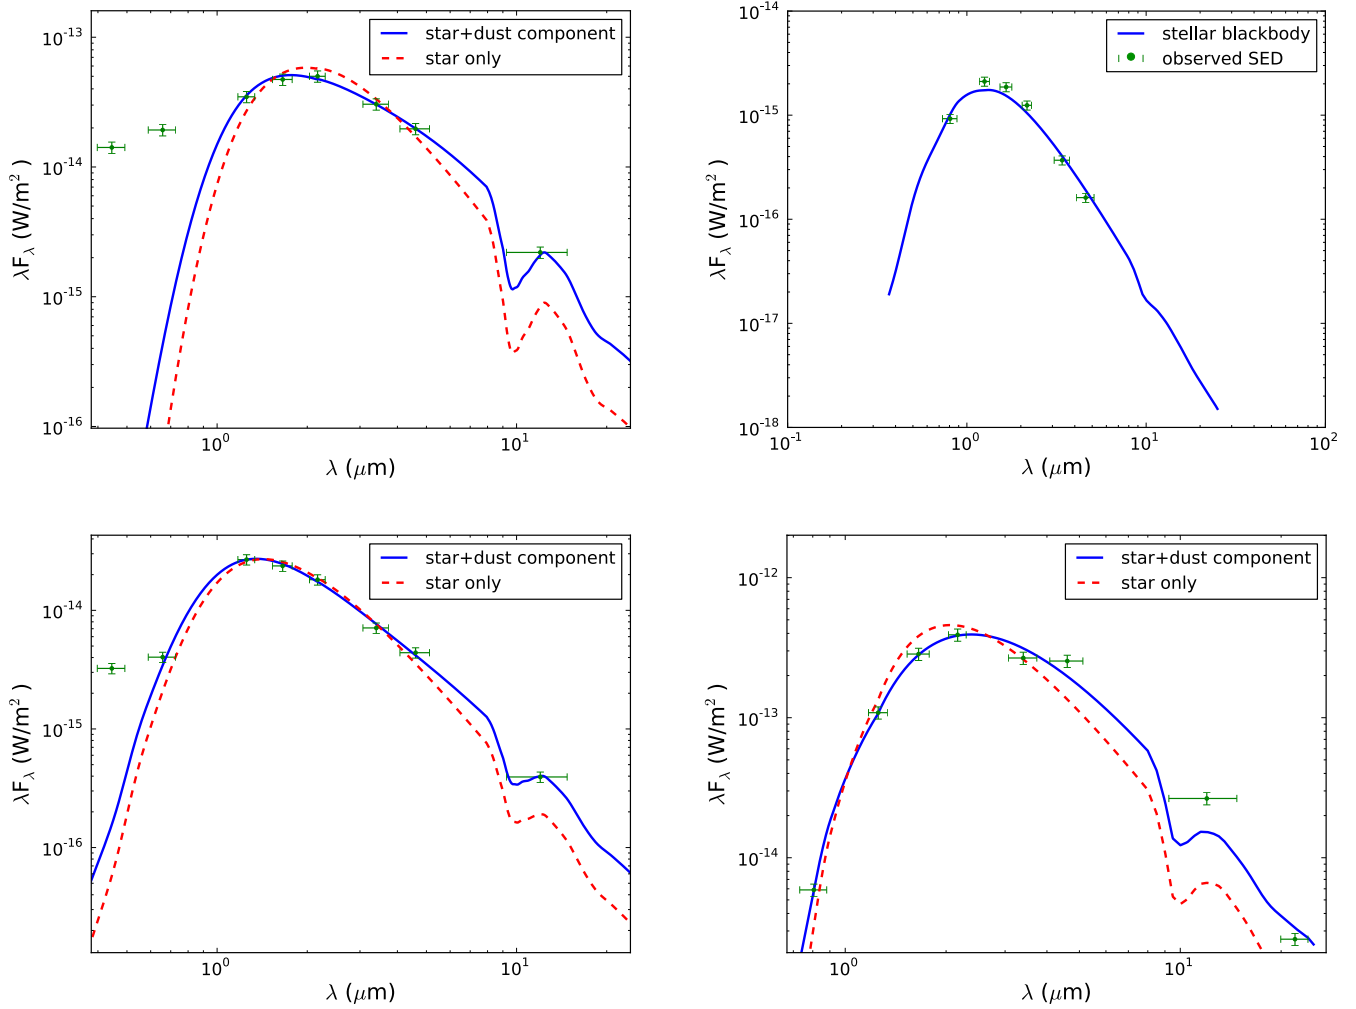 10⁻¹³
10⁻¹⁴
10⁻¹⁵
10⁻¹⁶
λF_λ (W/m²)
star+dust component
star only
10⁰
10¹
λ (μm)
10⁻¹⁴
10⁻¹⁵
10⁻¹⁶
10⁻¹⁷
10⁻¹⁸
λF_λ (W/m²)
stellar blackbody
observed SED
10⁻¹
10⁰
10¹
10²
λ (μm)
10⁻¹⁴
10⁻¹⁵
10⁻¹⁶
λF_λ (W/m²)
star+dust component
star only
10⁰
10¹
λ (μm)
10⁻¹²
10⁻¹³
10⁻¹⁴
λF_λ (W/m²)
star+dust component
star only
10⁰
10¹
λ (μm)